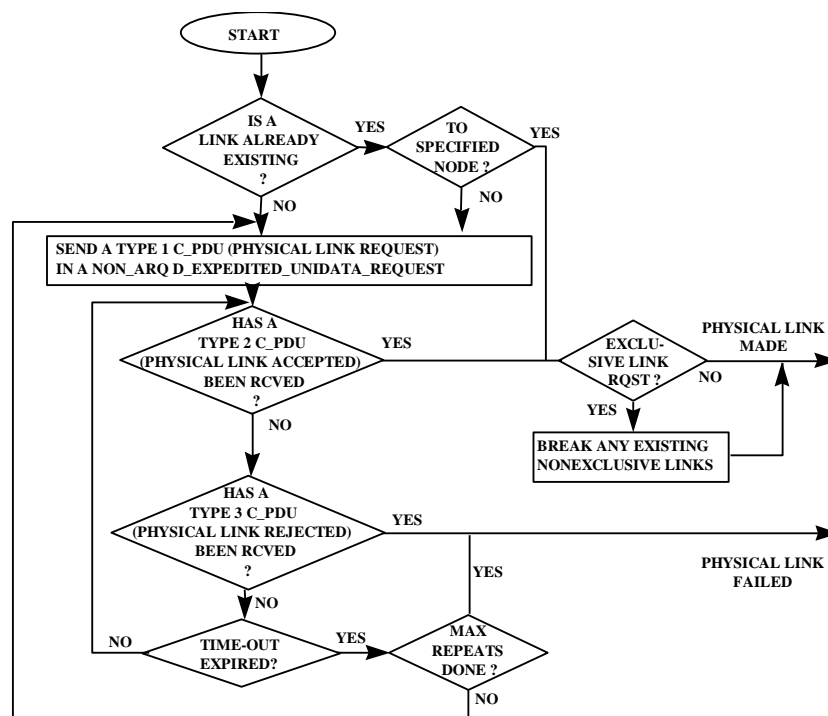 START
IS A
LINK ALREADY
EXISTING
?
YES
TO
SPECIFIED
NODE ?
YES
NO
NO
SEND A TYPE 1 C_PDU (PHYSICAL LINK REQUEST)
IN A NON_ARQ D_EXPEDITED_UNIDATA_REQUEST
HAS A
TYPE 2 C_PDU
(PHYSICAL LINK ACCEPTED)
BEEN RCVED
?
YES
NO
EXCLU-
SIVE LINK
RQST ?
NO
YES
PHYSICAL LINK
MADE
BREAK ANY EXISTING
NONEXCLUSIVE LINKS
HAS A
TYPE 3 C_PDU
(PHYSICAL LINK REJECTED)
BEEN RCVED
?
YES
NO
PHYSICAL LINK
FAILED
YES
NO
TIME-OUT
EXPIRED?
YES
MAX
REPEATS
DONE ?
NO